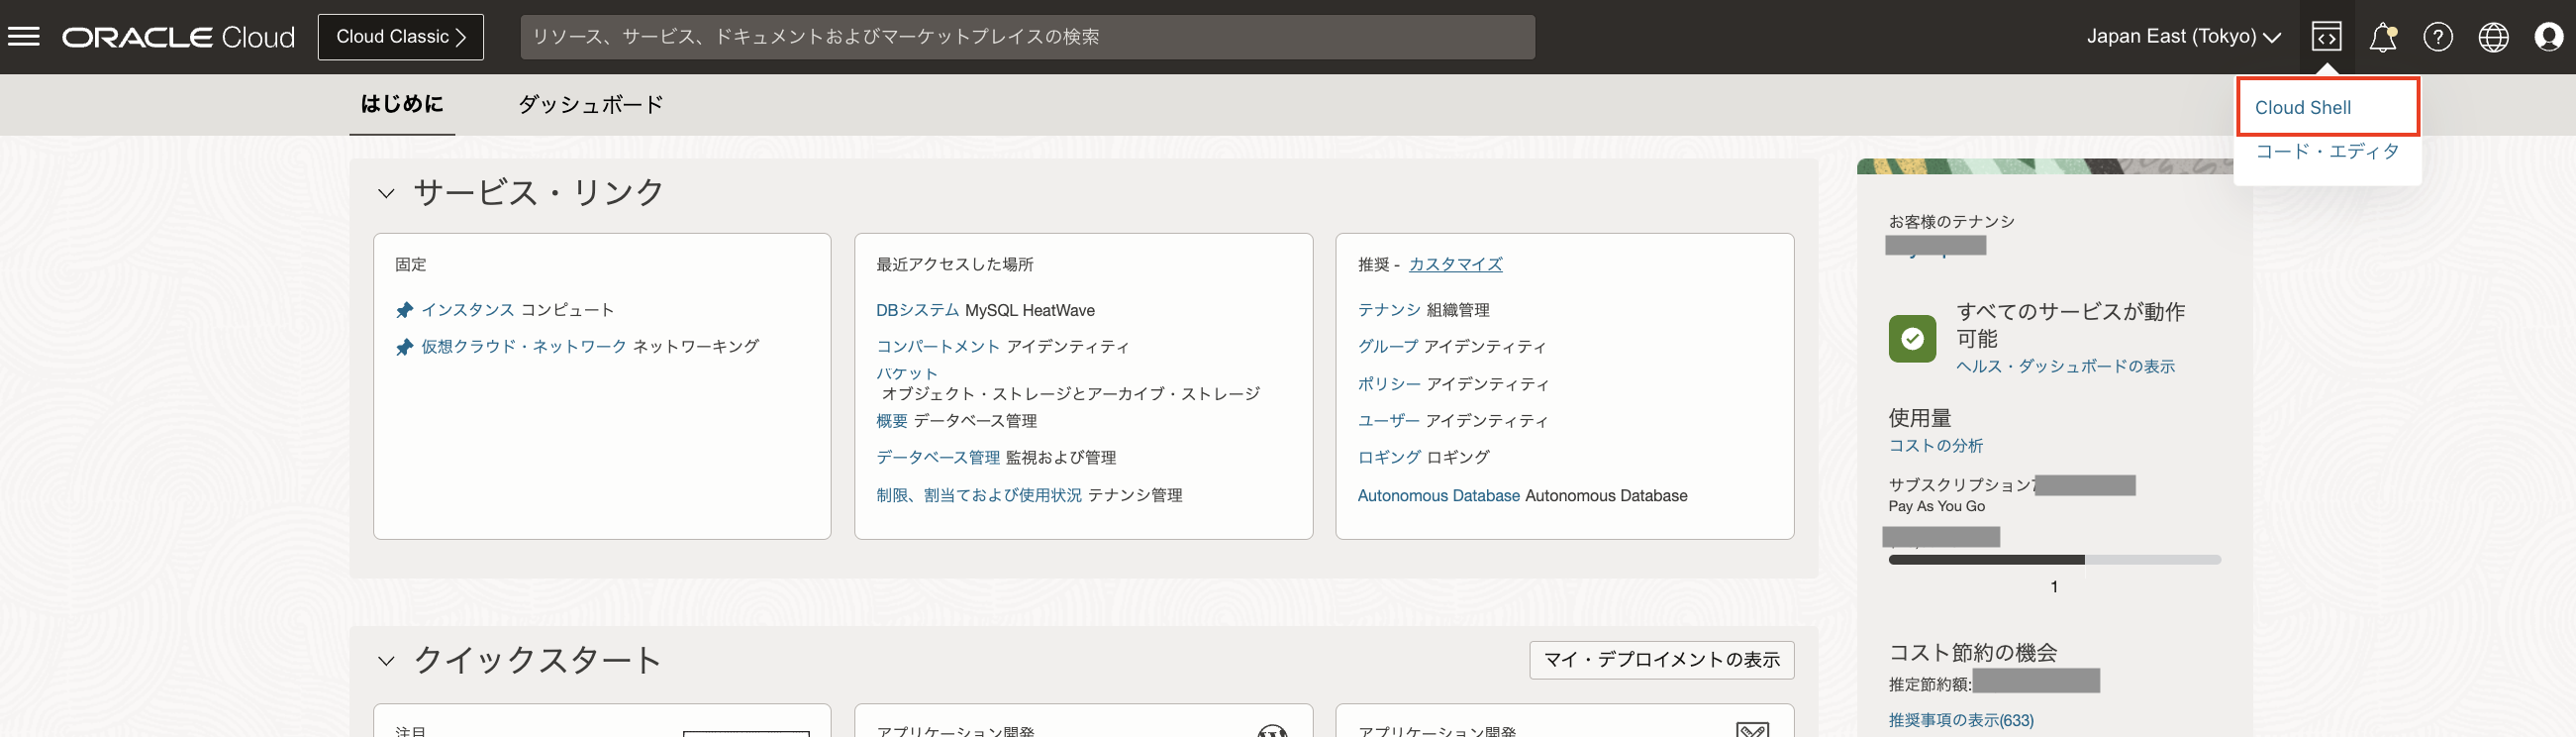 ORACLE Cloud
Cloud Classic
リソース、サービス、ドキュメントおよびマーケットプレイスの検索
Japan East (Tokyo)
Cloud Shell
コード・エディタ
はじめに
ダッシュボード
サービス・リンク
固定
インスタンス コンピュート
仮想クラウド・ネットワーク ネットワーキング
最近アクセスした場所
DBシステム MySQL HeatWave
コンパートメント アイデンティティ
バケット
オブジェクト・ストレージとアーカイブ・ストレージ
概要 データベース管理
データベース管理 監視および管理
制限、割当ておよび使用状況 テナンシ管理
推奨 - カスタマイズ
テナンシ 組織管理
グループ アイデンティティ
ポリシー アイデンティティ
ユーザー アイデンティティ
ロギング ロギング
Autonomous Database Autonomous Database
お客様のテナンシ
すべてのサービスが動作
可能
ヘルス・ダッシュボードの表示
使用量
コストの分析
サブスクリプション
Pay As You Go
1
コスト節約の機会
推定節約額:
推奨事項の表示(633)
クイックスタート
マイ・デプロイメントの表示
注目
アプリケーション開発
アプリケーション開発